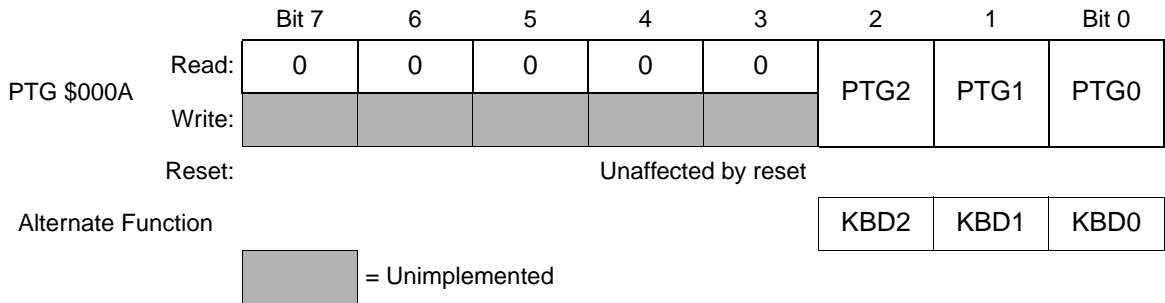 Bit 7 6 5 4 3 2 1 Bit 0
PTG $000A Read: 0 0 0 0 0 PTG2 PTG1 PTG0
Write:
Reset: Unaffected by reset
Alternate Function KBD2 KBD1 KBD0
= Unimplemented